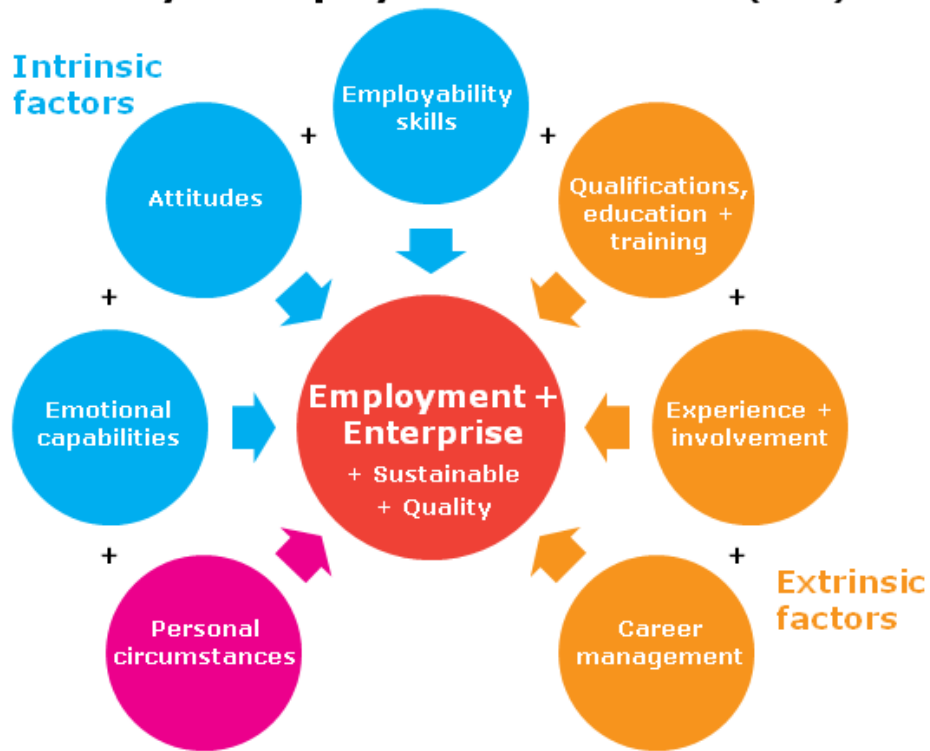 Intrinsic
factors
Employability
skills
+
+
Attitudes
Qualifications,
education +
training
+
+
Employment +
Enterprise
+ Sustainable
+ Quality
Emotional
capabilities
Experience +
involvement
+
+
Extrinsic
factors
Personal
circumstances
Career
management